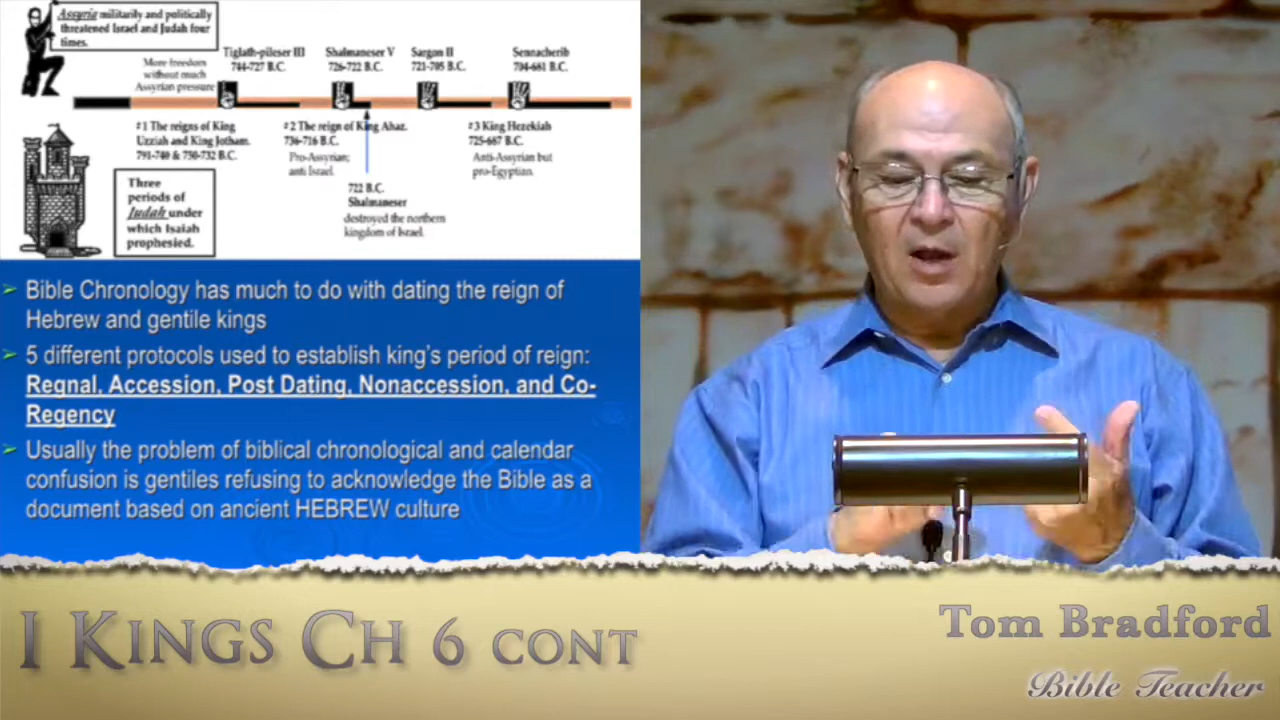 Assyria militarily and politically
threatened Israel and Judah four
times.
More freedom
without much
Assyrian pressure
Tiglath-pileser III
744-727 B.C.
Shalmaneser V
726-722 B.C.
Sargon II
721-705 B.C.
Sennacherib
704-681 B.C.
#1 The reigns of King
Uzziah and King Jotham.
791-740 & 750-732 B.C.
#2 The reign of King Ahaz.
736-716 B.C.
Pro-Assyrian;
anti Israel.
#3 King Hezekiah
725-687 B.C.
Anti-Assyrian but
pro-Egyptian.
722 B.C.
Shalmaneser
destroyed the northern
kingdom of Israel.
Three
periods of
Judah under
which Isaiah
prophesied.
➢ Bible Chronology has much to do with dating the reign of
Hebrew and gentile kings
➢ 5 different protocols used to establish king's period of reign:
Regnal, Accession, Post Dating, Nonaccession, and Co-
Regency
➢ Usually the problem of biblical chronological and calendar
confusion is gentiles refusing to acknowledge the Bible as a
document based on ancient HEBREW culture
I Kings Ch 6 cont
Tom Bradford
Bible Teacher